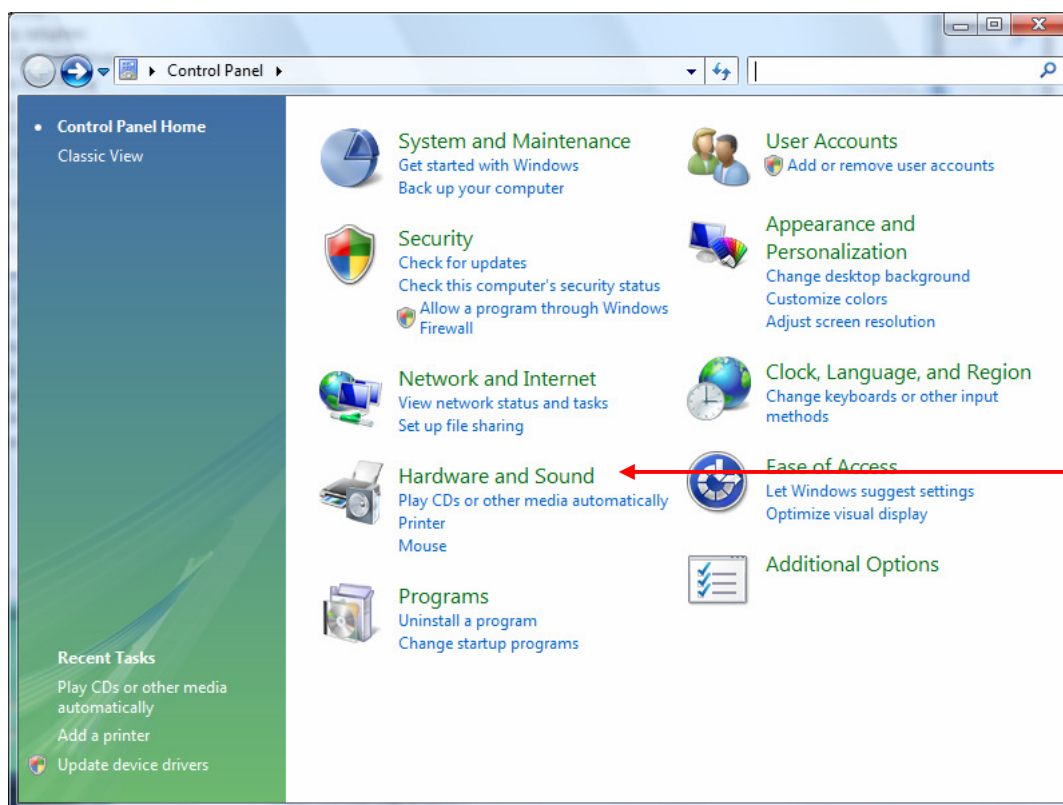 Control Panel
Control Panel Home
Classic View
System and Maintenance
Get started with Windows
Back up your computer
Security
Check for updates
Check this computer's security status
Allow a program through Windows
Firewall
Network and Internet
View network status and tasks
Set up file sharing
Hardware and Sound
Play CDs or other media automatically
Printer
Mouse
Programs
Uninstall a program
Change startup programs
User Accounts
Add or remove user accounts
Appearance and
Personalization
Change desktop background
Customize colors
Adjust screen resolution
Clock, Language, and Region
Change keyboards or other input
methods
Ease of Access
Let Windows suggest settings
Optimize visual display
Additional Options
Recent Tasks
Play CDs or other media
automatically
Add a printer
Update device drivers